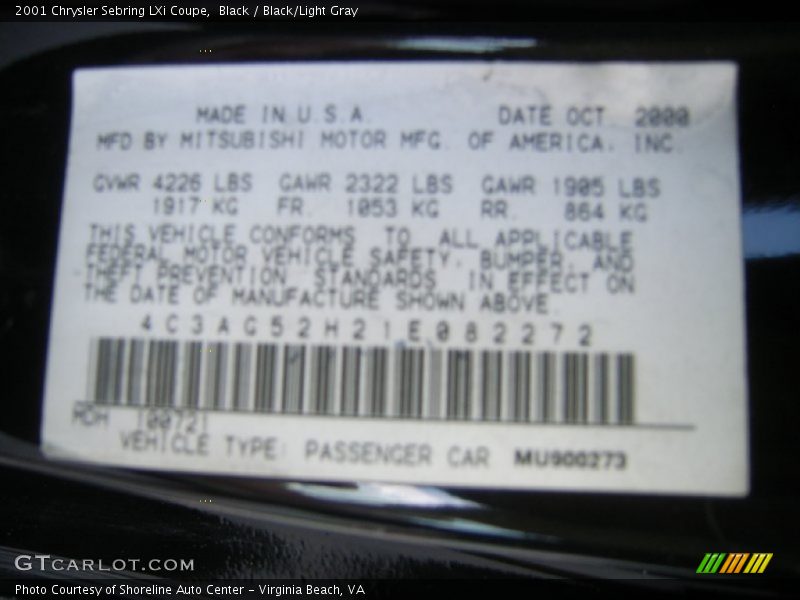 2001 Chrysler Sebring LXi Coupe,  Black / Black/Light Gray
MADE IN U.S.A.    DATE OCT. 2000
MFD BY MITSUBISHI MOTOR MFG. OF AMERICA, INC.
GVWR 4226 LBS  GAWR 2322 LBS  GAWR 1905 LBS
1917 KG  FR.  1053 KG  RR.  864 KG
THIS VEHICLE CONFORMS TO ALL APPLICABLE
FEDERAL MOTOR VEHICLE SAFETY, BUMPER, AND
THEFT PREVENTION STANDARDS IN EFFECT ON
THE DATE OF MANUFACTURE SHOWN ABOVE.
4C3AG52H21E082272
RDH  100721
VEHICLE TYPE: PASSENGER CAR  MU900273
GTCARLOT.COM
Photo Courtesy of Shoreline Auto Center - Virginia Beach, VA